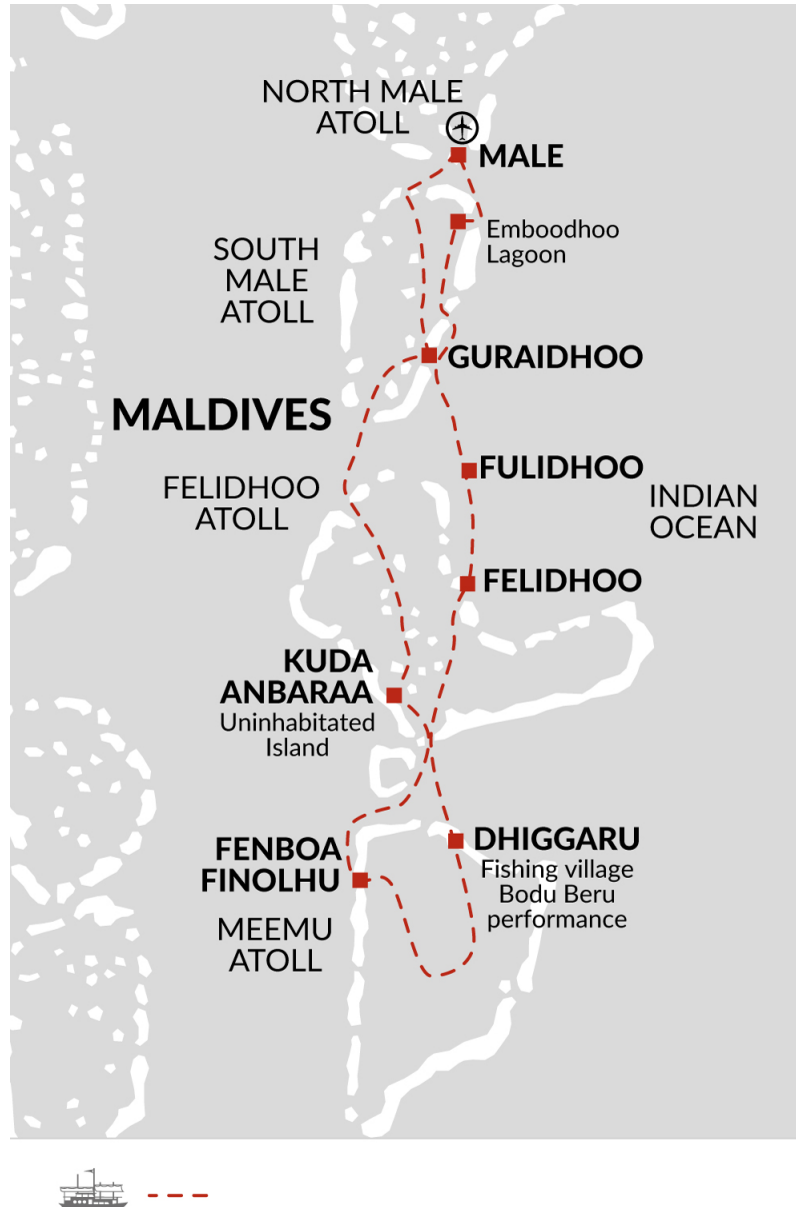 NORTH MALE
ATOLL
MALE
Emboodhoo
Lagoon
SOUTH
MALE
ATOLL
GURAIDHOO
MALDIVES
FULIDHOO
FELIDHOO
ATOLL
INDIAN
OCEAN
FELIDHOO
KUDA
ANBARAA
Uninhabitated
Island
DHIGGARU
Fishing village
Bodu Beru
performance
FENBOA
FINOLHU
MEEMU
ATOLL